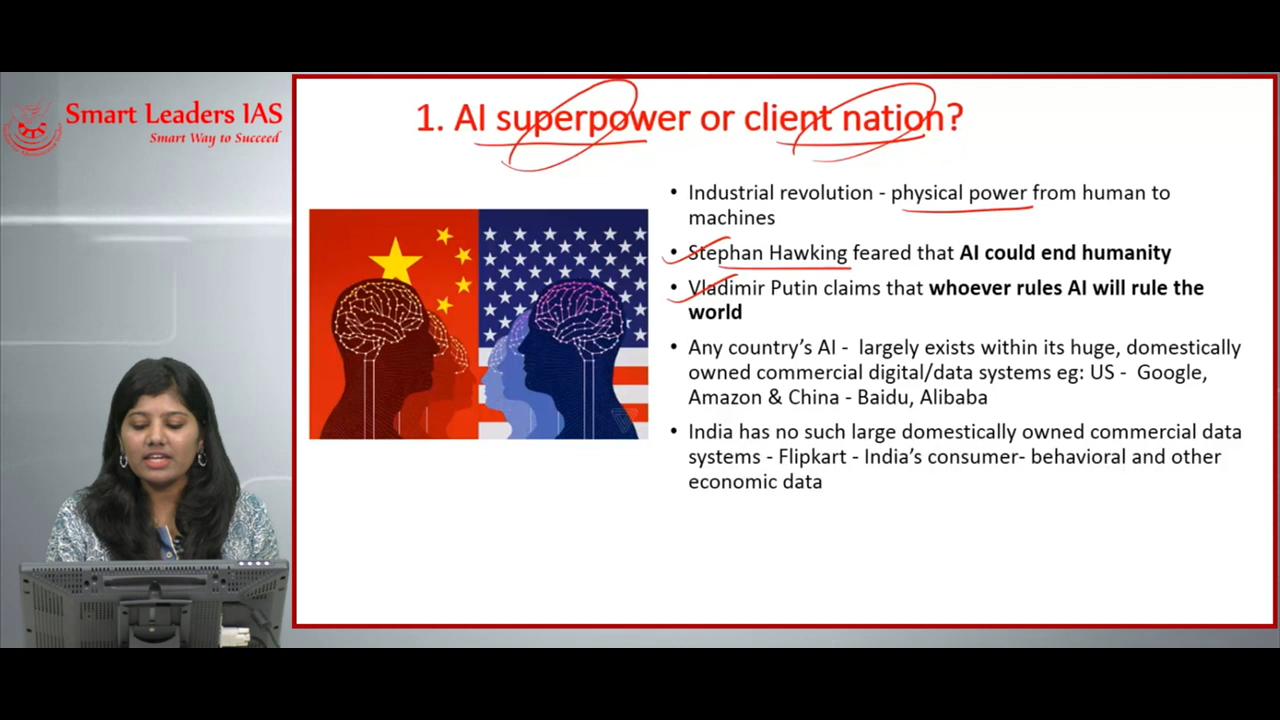 Smart Leaders IAS
Smart Way to Succeed
1. AI superpower or client nation?
• Industrial revolution - physical power from human to
machines
• Stephan Hawking feared that AI could end humanity
• Vladimir Putin claims that whoever rules AI will rule the
world
• Any country’s AI - largely exists within its huge, domestically
owned commercial digital/data systems eg: US - Google,
Amazon & China - Baidu, Alibaba
• India has no such large domestically owned commercial data
systems - Flipkart - India’s consumer- behavioral and other
economic data